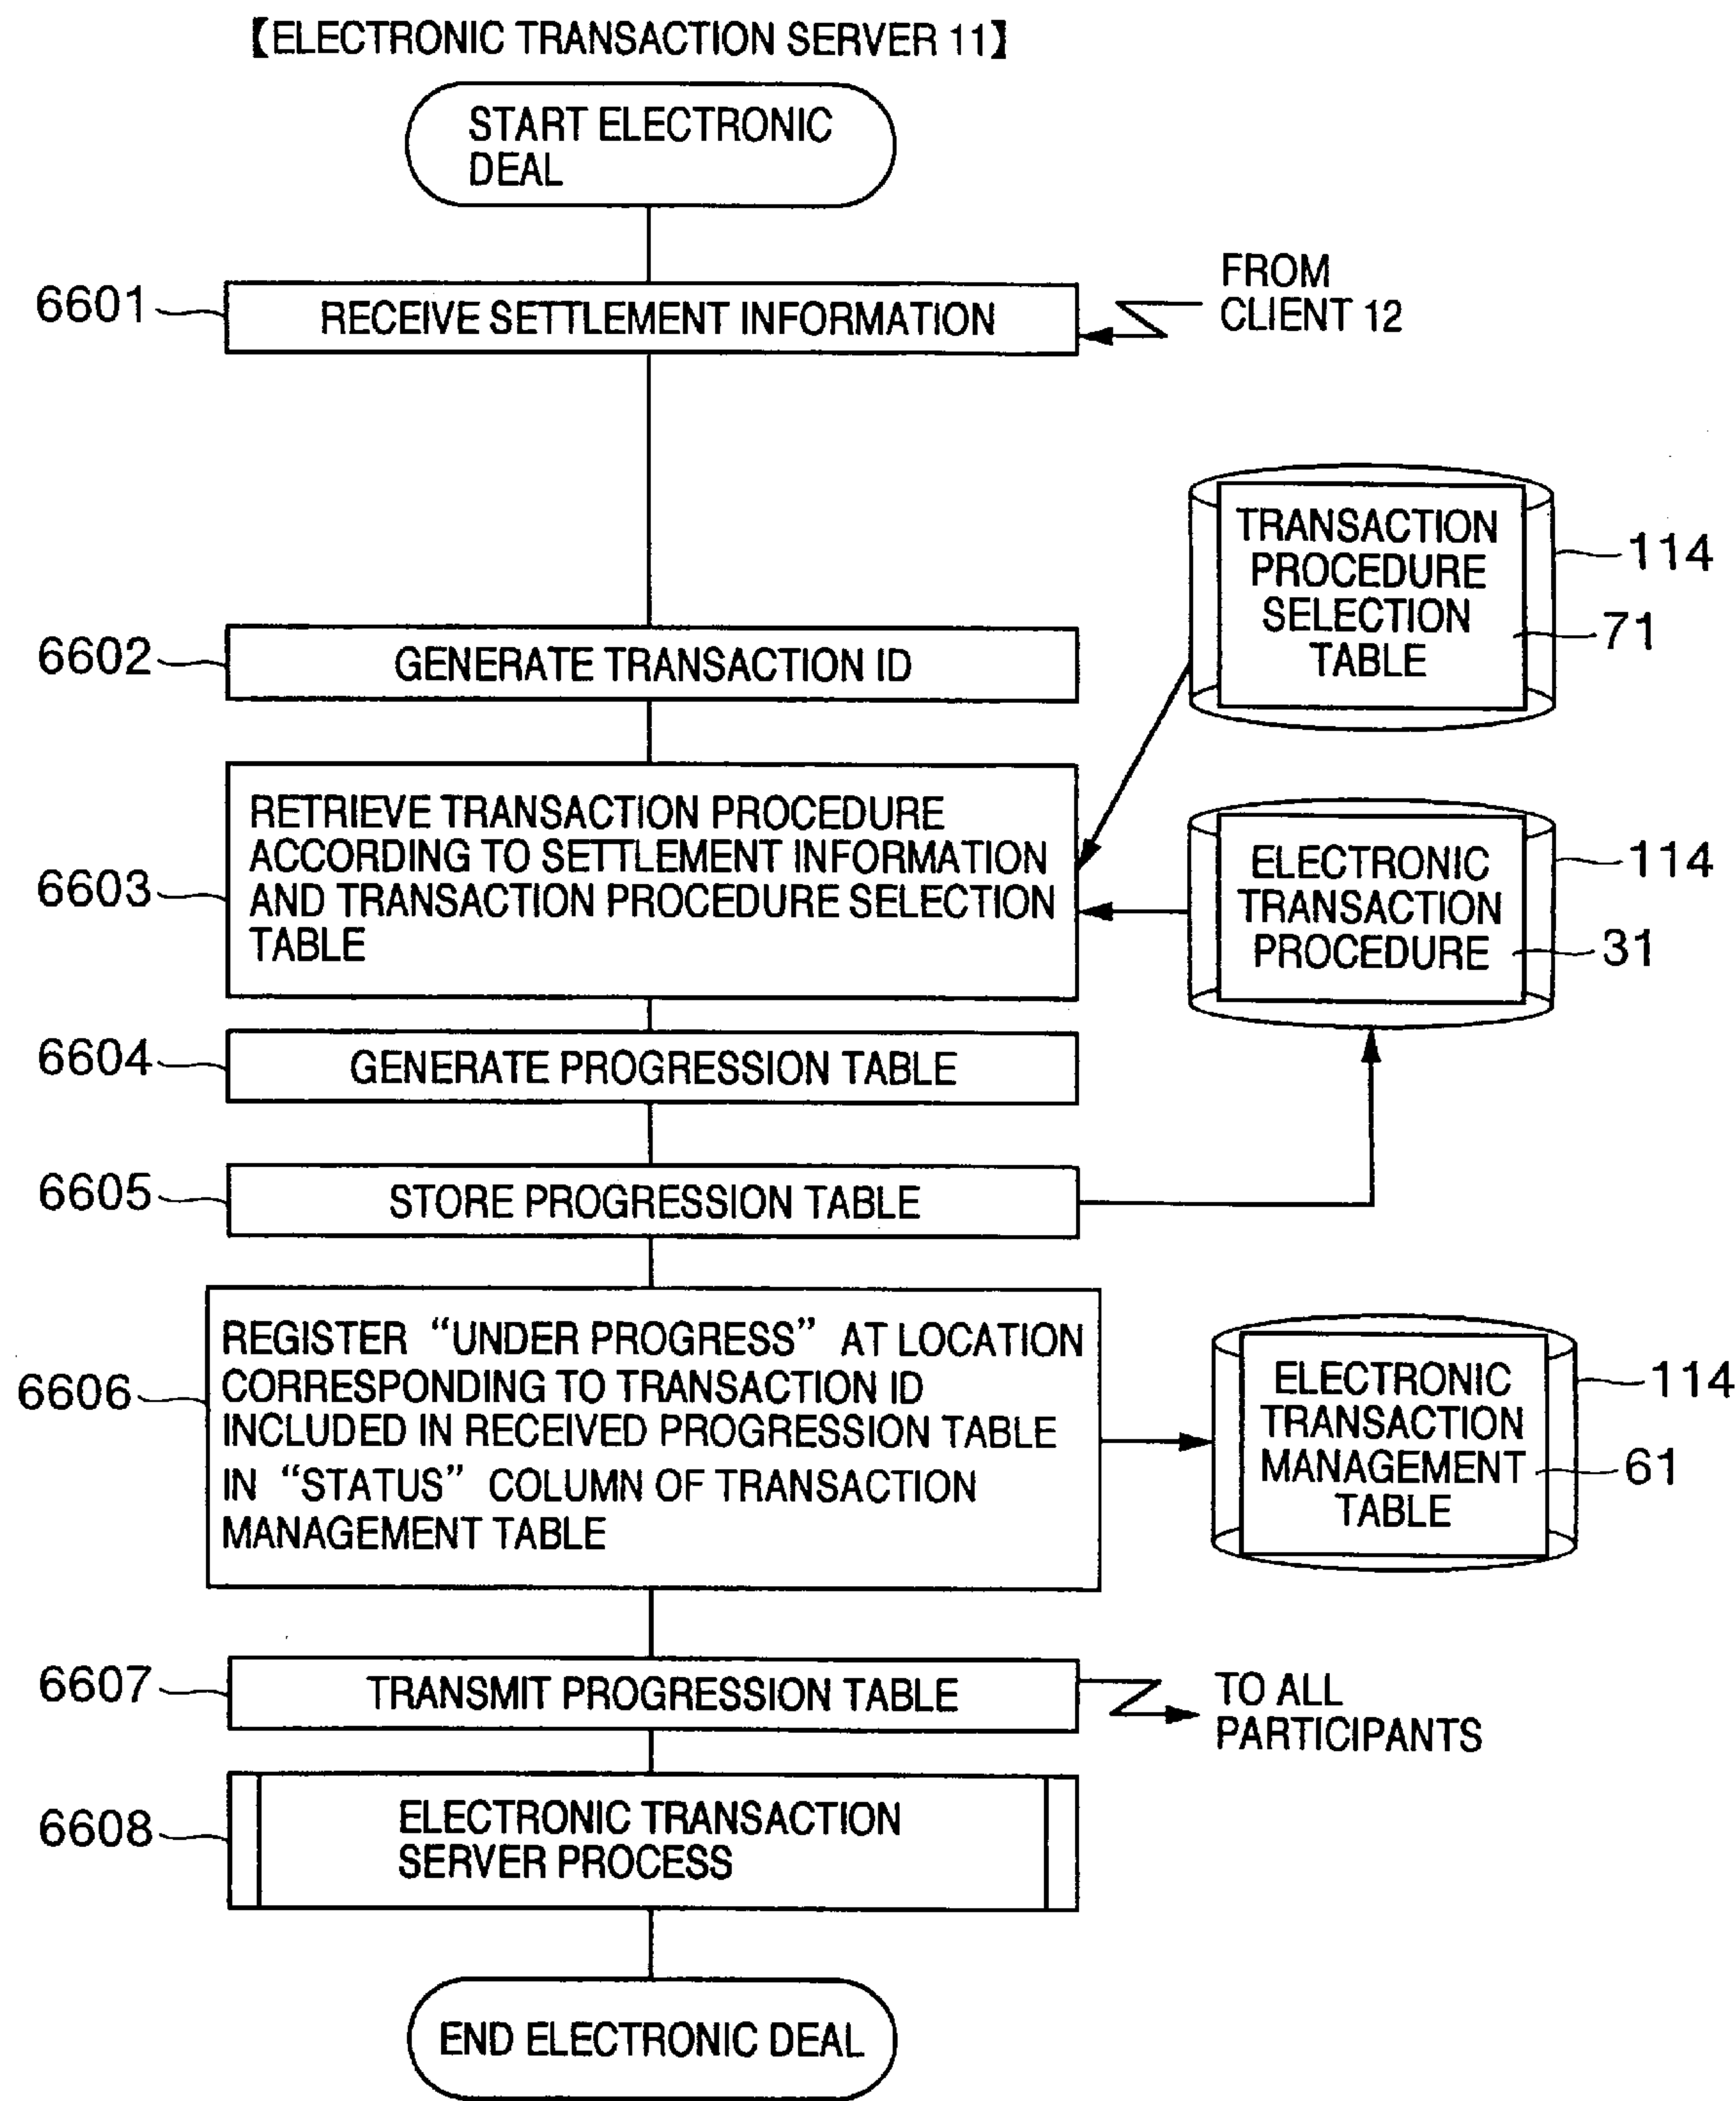 【ELECTRONIC TRANSACTION SERVER 11】
START ELECTRONIC
DEAL
6601
RECEIVE SETTLEMENT INFORMATION
FROM
CLIENT 12
TRANSACTION
PROCEDURE
SELECTION
TABLE
114
71
6602
GENERATE TRANSACTION ID
6603
RETRIEVE TRANSACTION PROCEDURE
ACCORDING TO SETTLEMENT INFORMATION
AND TRANSACTION PROCEDURE SELECTION
TABLE
ELECTRONIC
TRANSACTION
PROCEDURE
114
31
6604
GENERATE PROGRESSION TABLE
6605
STORE PROGRESSION TABLE
6606
REGISTER “UNDER PROGRESS” AT LOCATION
CORRESPONDING TO TRANSACTION ID
INCLUDED IN RECEIVED PROGRESSION TABLE
IN “STATUS” COLUMN OF TRANSACTION
MANAGEMENT TABLE
ELECTRONIC
TRANSACTION
MANAGEMENT
TABLE
114
61
6607
TRANSMIT PROGRESSION TABLE
TO ALL
PARTICIPANTS
6608
ELECTRONIC TRANSACTION
SERVER PROCESS
END ELECTRONIC DEAL